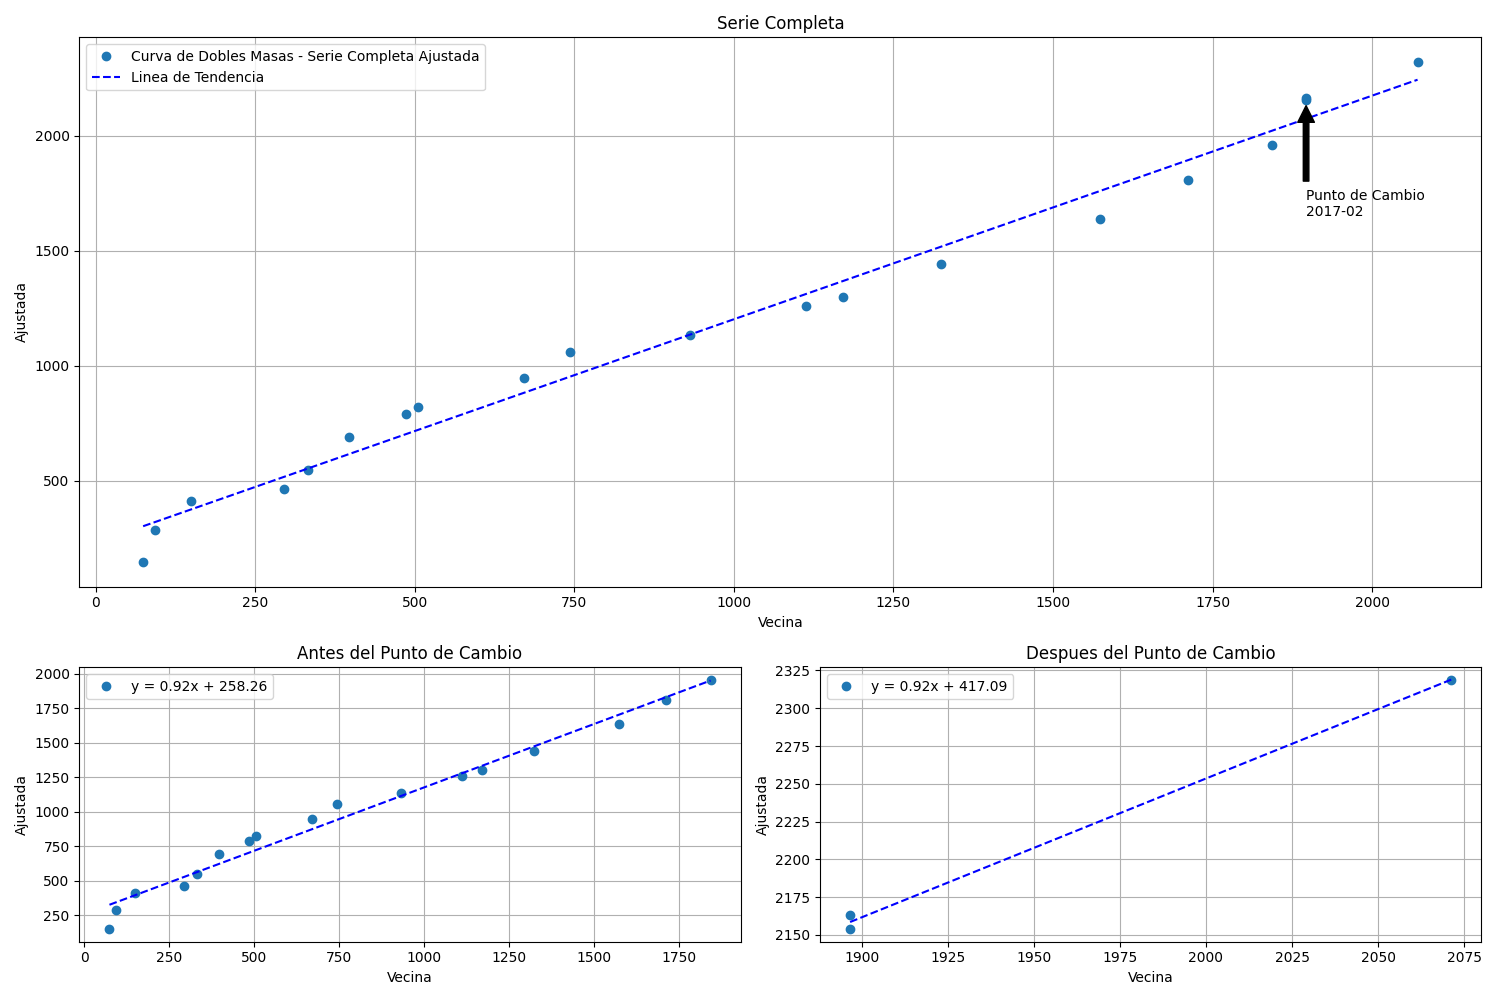 Serie Completa
Curva de Dobles Masas - Serie Completa Ajustada
Linea de Tendencia
2000
1500
1000
500
Ajustada
Punto de Cambio
2017-02
0 250 500 750 1000 1250 1500 1750 2000
Vecina
Antes del Punto de Cambio
y = 0.92x + 258.26
2000
1750
1500
1250
1000
750
500
250
Ajustada
0 250 500 750 1000 1250 1500 1750
Vecina
Despues del Punto de Cambio
y = 0.92x + 417.09
2325
2300
2275
2250
2225
2200
2175
2150
Ajustada
1900 1925 1950 1975 2000 2025 2050 2075
Vecina